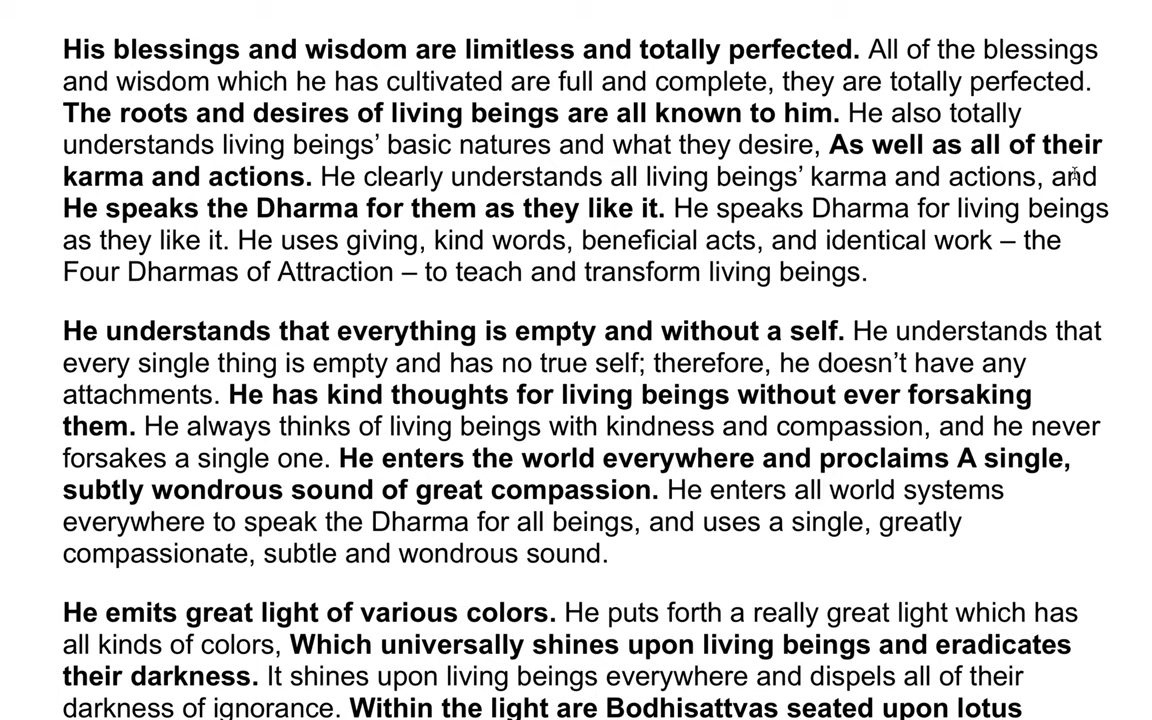 His blessings and wisdom are limitless and totally perfected. All of the blessings
and wisdom which he has cultivated are full and complete, they are totally perfected.
The roots and desires of living beings are all known to him. He also totally
understands living beings’ basic natures and what they desire, As well as all of their
karma and actions. He clearly understands all living beings’ karma and actions, and
He speaks the Dharma for them as they like it. He speaks Dharma for living beings
as they like it. He uses giving, kind words, beneficial acts, and identical work – the
Four Dharmas of Attraction – to teach and transform living beings.
He understands that everything is empty and without a self. He understands that
every single thing is empty and has no true self; therefore, he doesn’t have any
attachments. He has kind thoughts for living beings without ever forsaking
them. He always thinks of living beings with kindness and compassion, and he never
forsakes a single one. He enters the world everywhere and proclaims A single,
subtly wondrous sound of great compassion. He enters all world systems
everywhere to speak the Dharma for all beings, and uses a single, greatly
compassionate, subtle and wondrous sound.
He emits great light of various colors. He puts forth a really great light which has
all kinds of colors, Which universally shines upon living beings and eradicates
their darkness. It shines upon living beings everywhere and dispels all of their
darkness of ignorance. Within the light are Bodhisattvas seated upon lotus